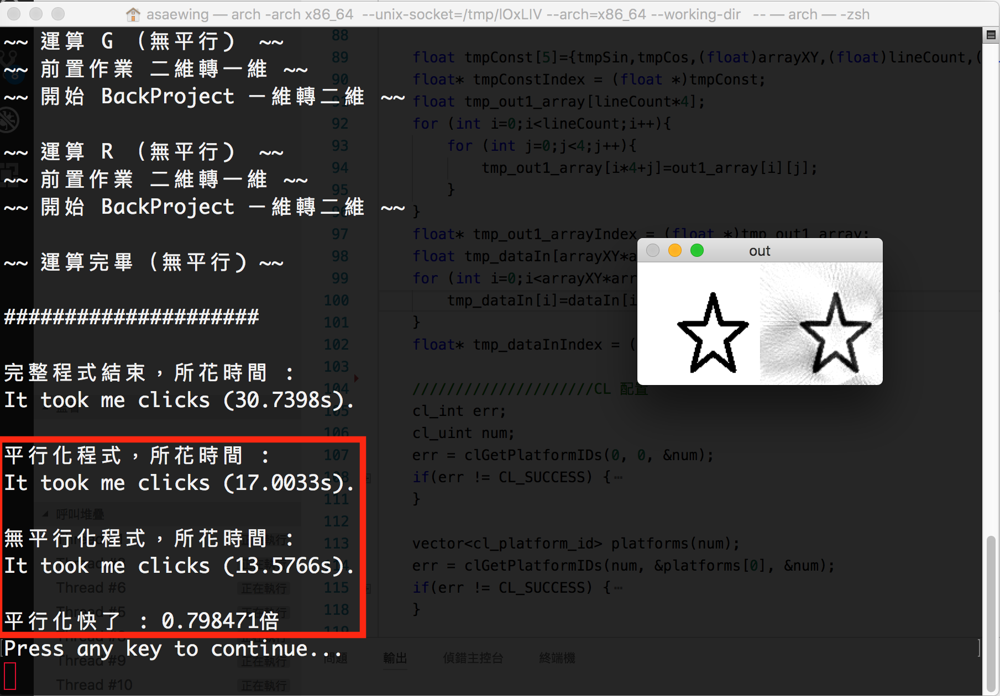 asaewing — arch -arch x86_64 --unix-socket=/tmp/lOxLIV --arch=x86_64 --working-dir -- — arch — -zsh
~~ 運算 G （無平行） ~~
~~ 前置作業 二維轉一維 ~~
~~ 開始 BackProject 一維轉二維 ~~
~~ 運算 R （無平行） ~~
~~ 前置作業 二維轉一維 ~~
~~ 開始 BackProject 一維轉二維 ~~
~~ 運算完畢（無平行）~~
#####################
完整程式結束，所花時間 :
It took me clicks (30.7398s).
平行化程式，所花時間 :
It took me clicks (17.0033s).
無平行化程式，所花時間 :
It took me clicks (13.5766s).
平行化快了 : 0.798471倍
Press any key to continue...
呼叫堆疊
Thread #6 正在執行
Thread #5
Thread #9 正在執行
Thread #10 正在執行
88
89 float tmpConst[5]={tmpSin,tmpCos,(float)arrayXY,(float)lineCount,(
90 float* tmpConstIndex = (float *)tmpConst;
float tmp_out1_array[lineCount*4];
92 for (int i=0;i<lineCount;i++){
93 for (int j=0;j<4;j++){
94 tmp_out1_array[i*4+j]=out1_array[i][j];
95 }
96 }
97 float* tmp_out1_arrayIndex = (float *)tmp_out1_array;
98 float tmp_dataIn[arrayXY*a
99 for (int i=0;i<arrayXY*arr
100 tmp_dataIn[i]=dataIn[i
101 }
102 float* tmp_dataInIndex = (
103
104 /////////////////////CL 配置
105 cl_int err;
106 cl_uint num;
107 err = clGetPlatformIDs(0, 0, &num);
108 if(err != CL_SUCCESS) {⋯
111 }
112
113 vector<cl_platform_id> platforms(num);
114 err = clGetPlatformIDs(num, &platforms[0], &num);
115 if(err != CL_SUCCESS) {⋯
118 }
119
問題 輸出 偵錯主控台 終端機
out